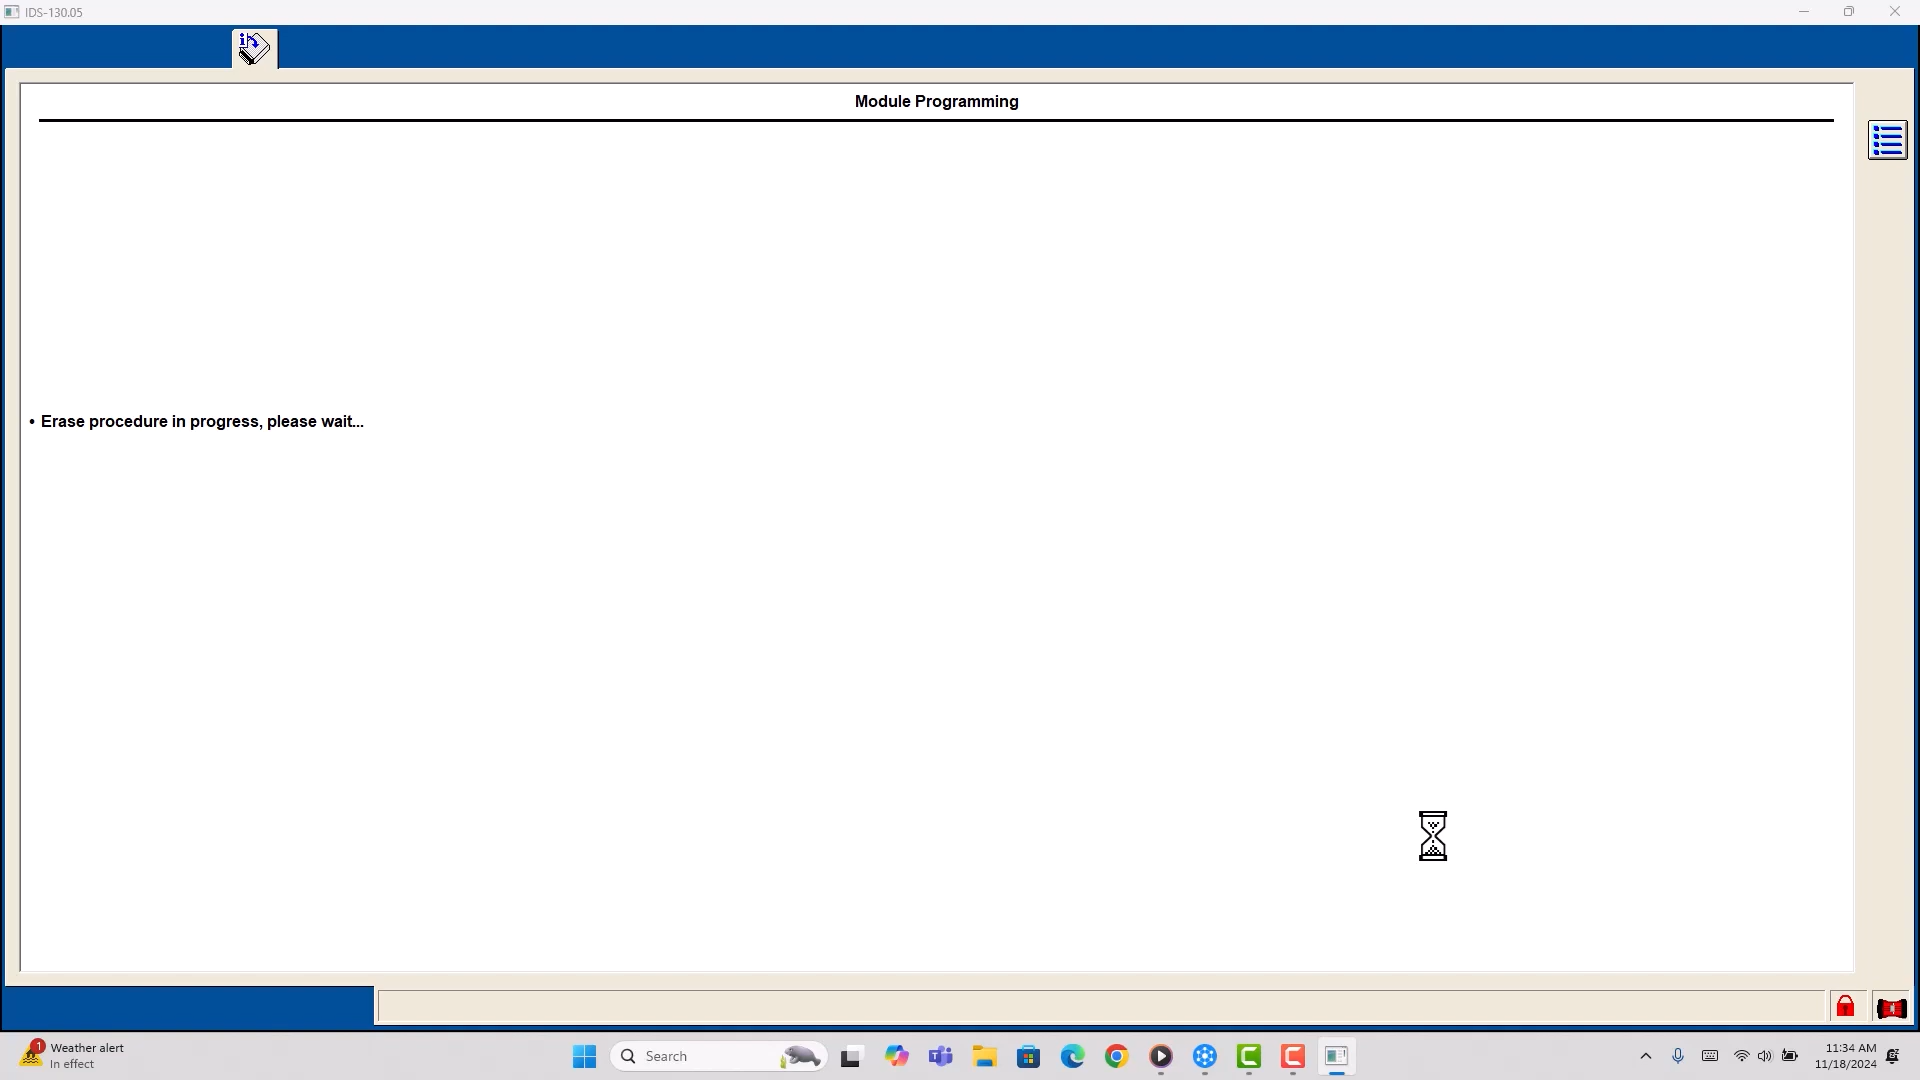 IDS-130.05
Module Programming
• Erase procedure in progress, please wait...
Weather alert
In effect
1
Search
11:34 AM
11/18/2024